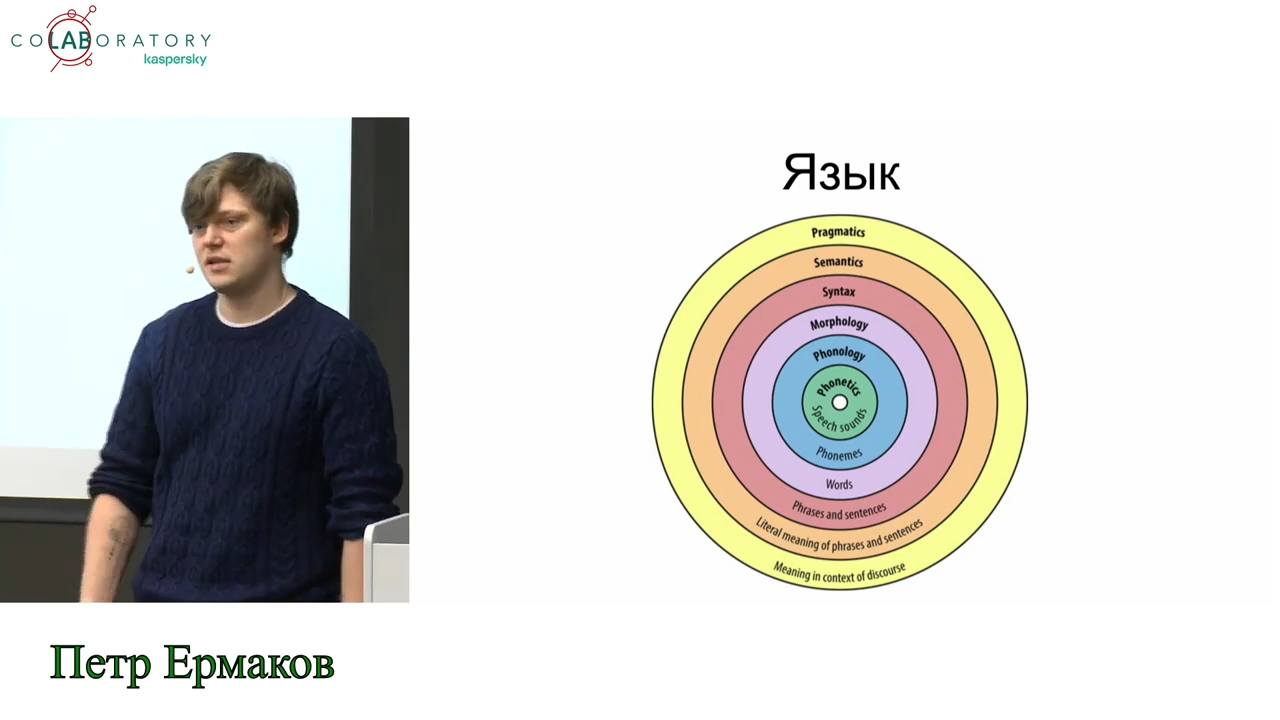 COLABORATORY
kaspersky
Язык
Pragmatics
Semantics
Syntax
Morphology
Phonology
Phonetics
Speech sounds
Phonemes
Words
Phrases and sentences
Literal meaning of phrases and sentences
Meaning in context of discourse
Петр Ермаков